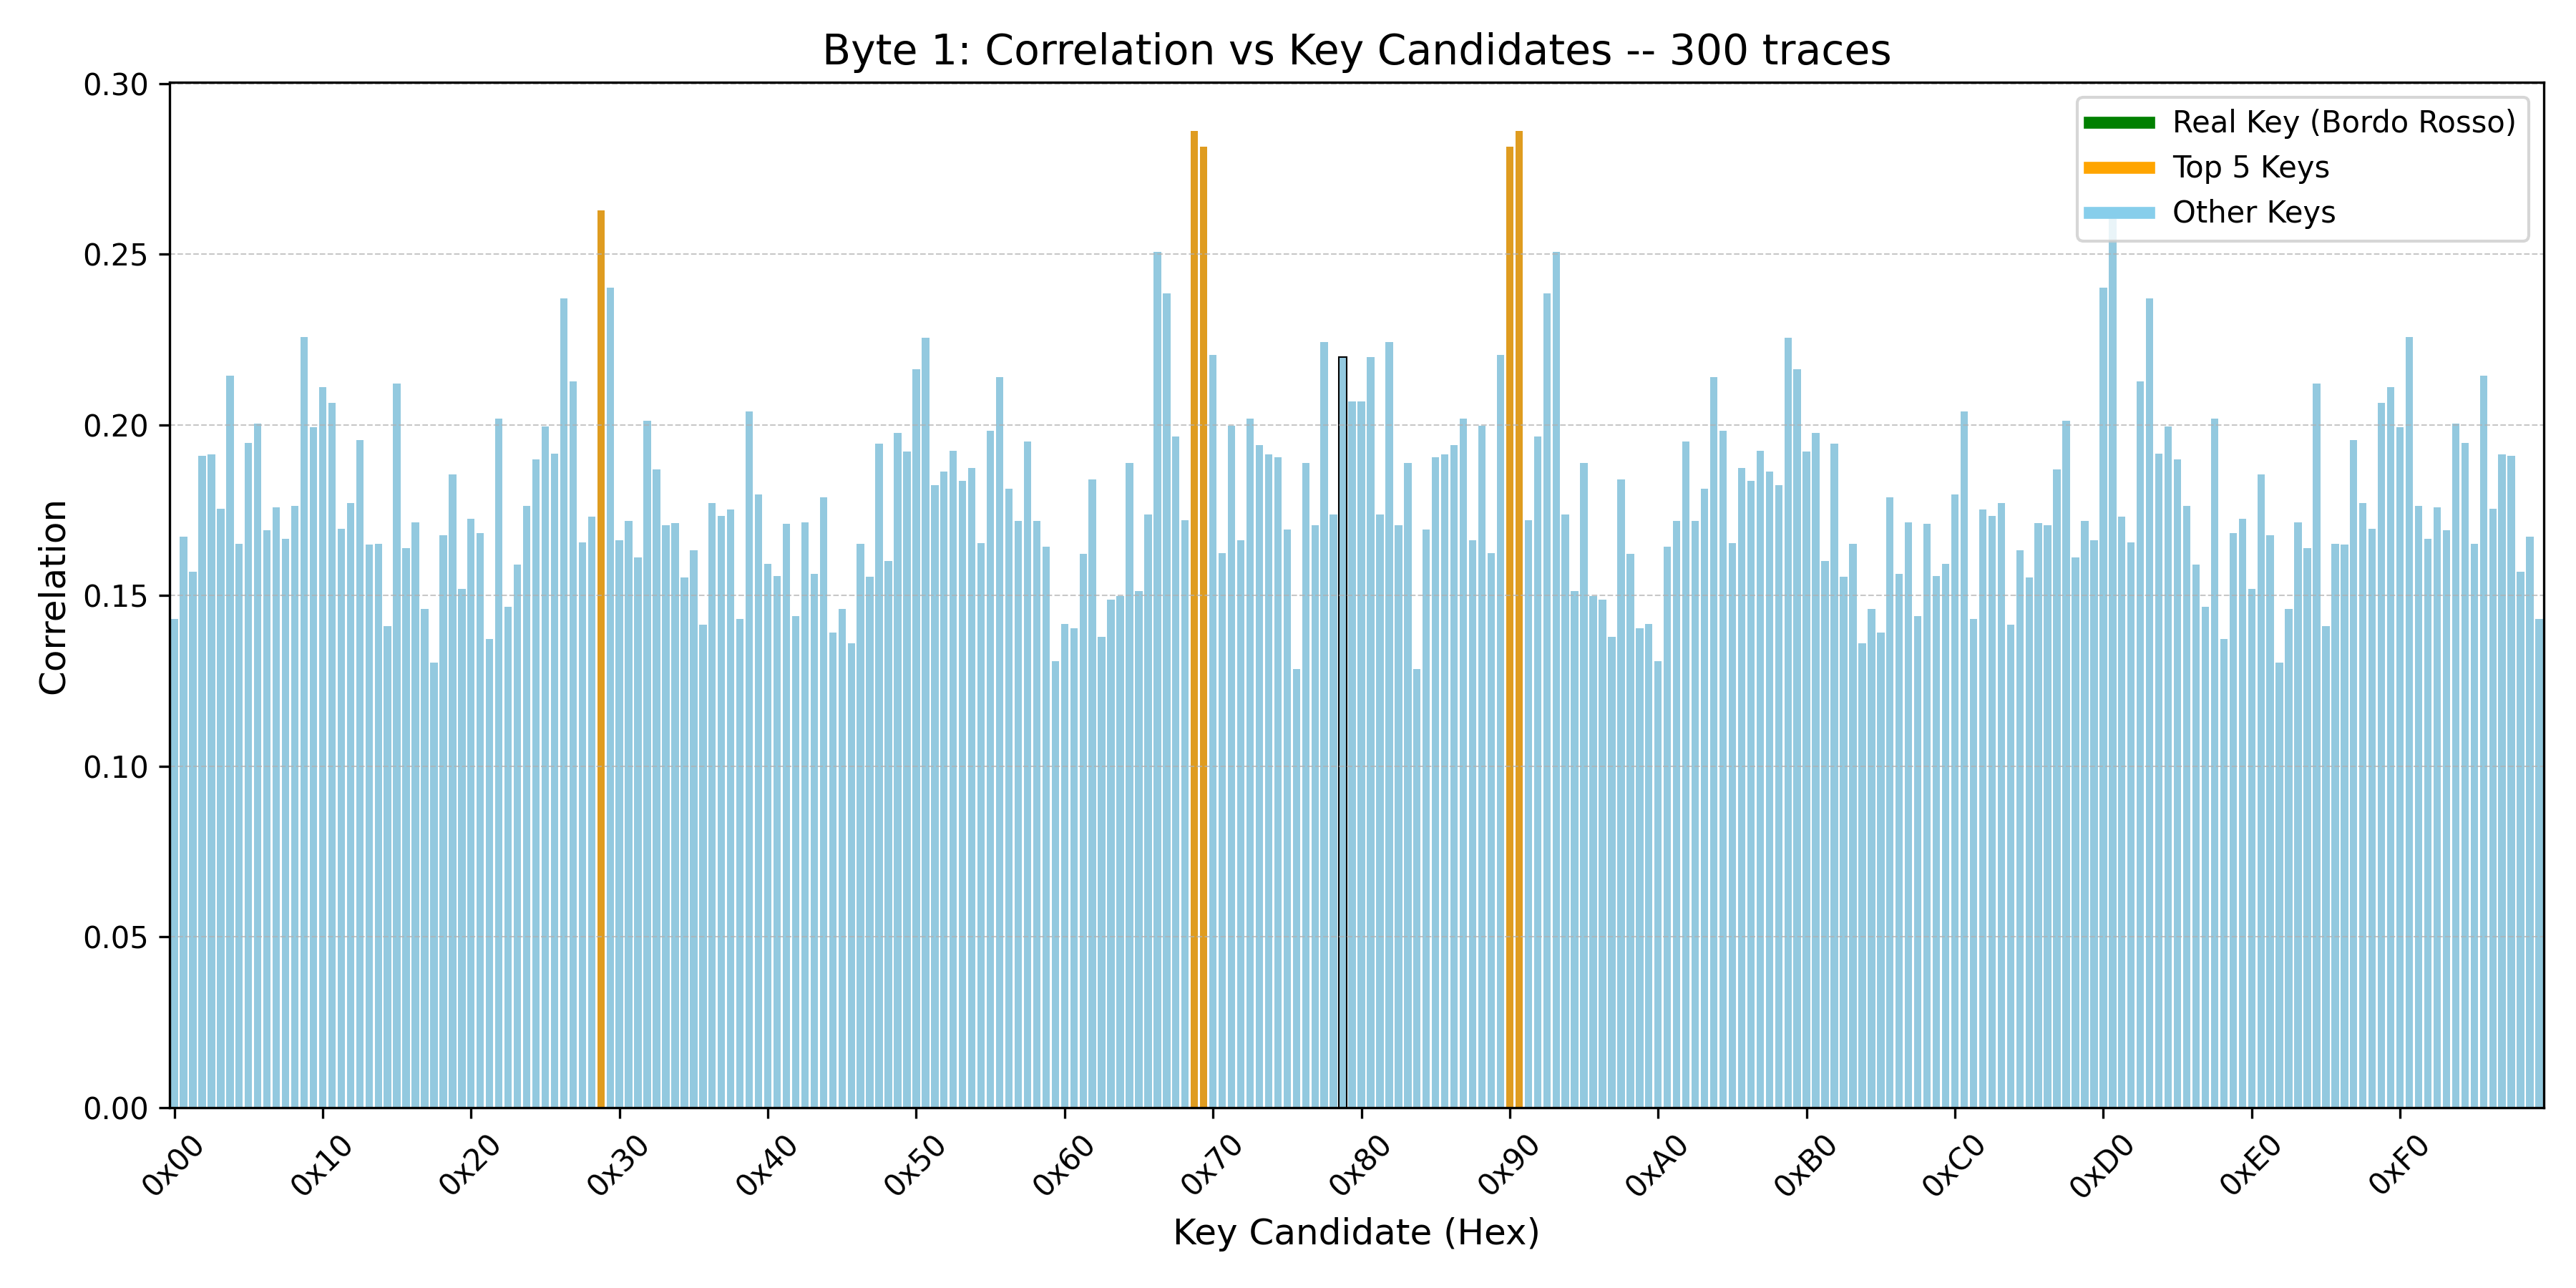 Byte 1: Correlation vs Key Candidates -- 300 traces
0.30
0.25
0.20
0.15
0.10
0.05
0.00
Correlation
Real Key (Bordo Rosso)
Top 5 Keys
Other Keys
0x00 0x10 0x20 0x30 0x40 0x50 0x60 0x70 0x80 0x90 0xA0 0xB0 0xC0 0xD0 0xE0 0xF0
Key Candidate (Hex)